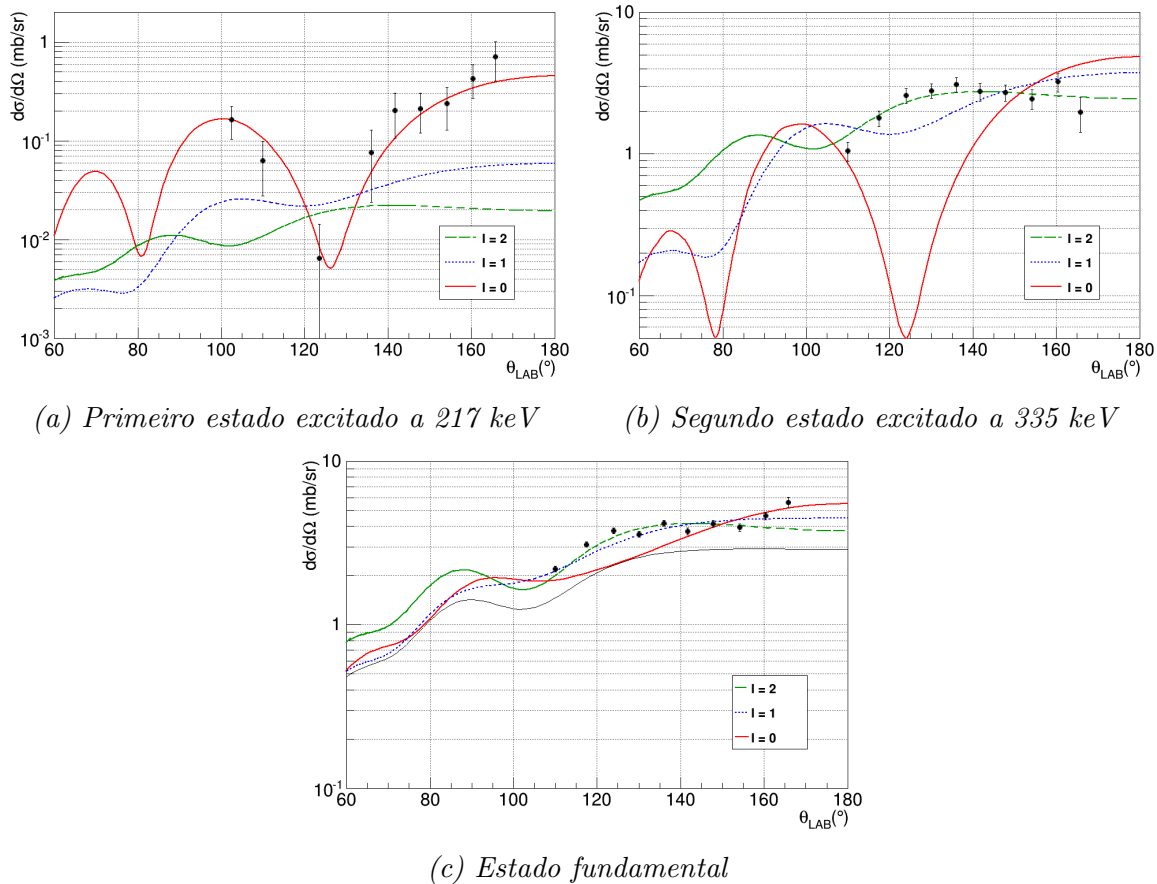 dσ/dΩ (mb/sr)
1
10^-1
10^-2
10^-3
60 80 100 120 140 160 180
θ_LAB(°)
l = 2
l = 1
l = 0
(a) Primeiro estado excitado a 217 keV
dσ/dΩ (mb/sr)
10
1
10^-1
60 80 100 120 140 160 180
θ_LAB(°)
l = 2
l = 1
l = 0
(b) Segundo estado excitado a 335 keV
dσ/dΩ (mb/sr)
10
1
10^-1
60 80 100 120 140 160 180
θ_LAB(°)
l = 2
l = 1
l = 0
(c) Estado fundamental